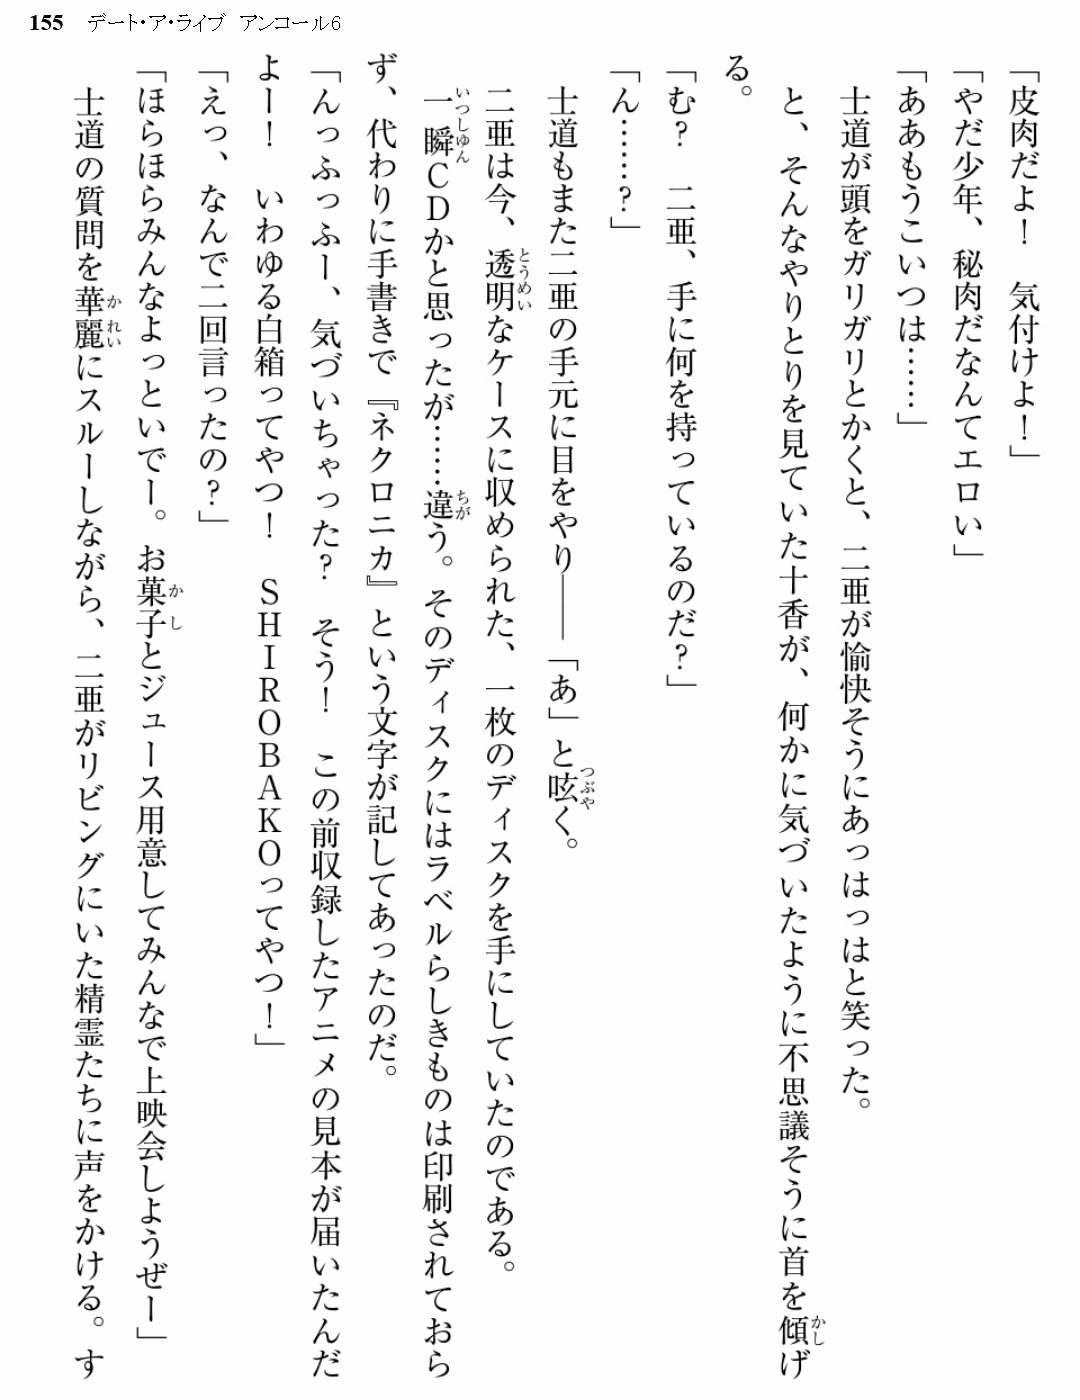 155 デート・ア・ライブ アンコール6
「皮肉だよ！　気付けよ！」
「やだ少年、秘肉だなんてエロい」
「ああもうこいつは……」
　士道が頭をガリガリとかくと、二亜が愉快そうにあっはっはと笑った。
　と、そんなやりとりを見ていた十香が、何かに気づいたように不思議そうに首を傾げ
る。
「む？　二亜、手に何を持っているのだ？」
「ん……？」
　士道もまた二亜の手元に目をやり――「あ」と呟く。
　二亜は今、透明なケースに収められた、一枚のディスクを手にしていたのである。
　一瞬ＣＤかと思ったが……違う。そのディスクにはラベルらしきものは印刷されておら
ず、代わりに手書きで『ネクロニカ』という文字が記してあったのだ。
「んっふっふー、気づいちゃった？　そう！　この前収録したアニメの見本が届いたんだ
よー！　いわゆる白箱ってやつ！　ＳＨＩＲＯＢＡＫＯってやつ！」
「えっ、なんで二回言ったの？」
「ほらほらみんなよっといでー。お菓子とジュース用意してみんなで上映会しようぜー」
　士道の質問を華麗にスルーしながら、二亜がリビングにいた精霊たちに声をかける。す